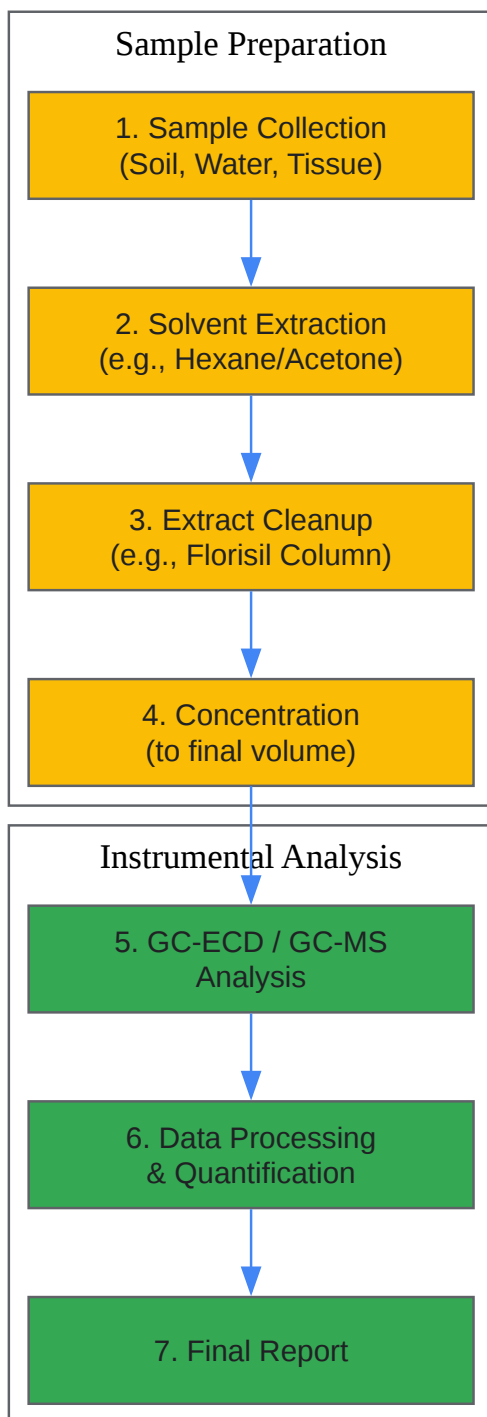 Sample Preparation
1. Sample Collection
(Soil, Water, Tissue)
2. Solvent Extraction
(e.g., Hexane/Acetone)
3. Extract Cleanup
(e.g., Florisil Column)
4. Concentration
(to final volume)
Instrumental Analysis
5. GC-ECD / GC-MS
Analysis
6. Data Processing
& Quantification
7. Final Report